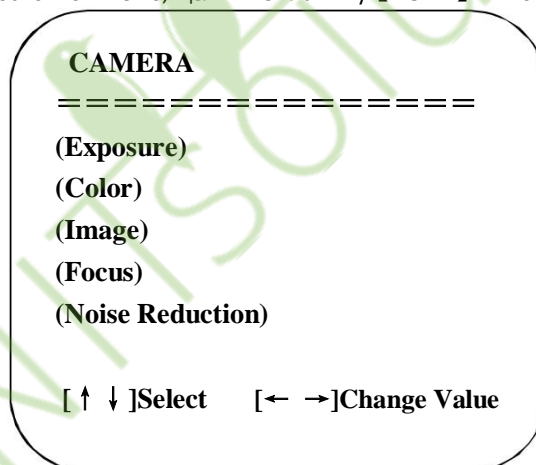 CAMERA
===============
(Exposure)
(Color)
(Image)
(Focus)
(Noise Reduction)
[ ↑ ↓ ]Select [← →]Change Value